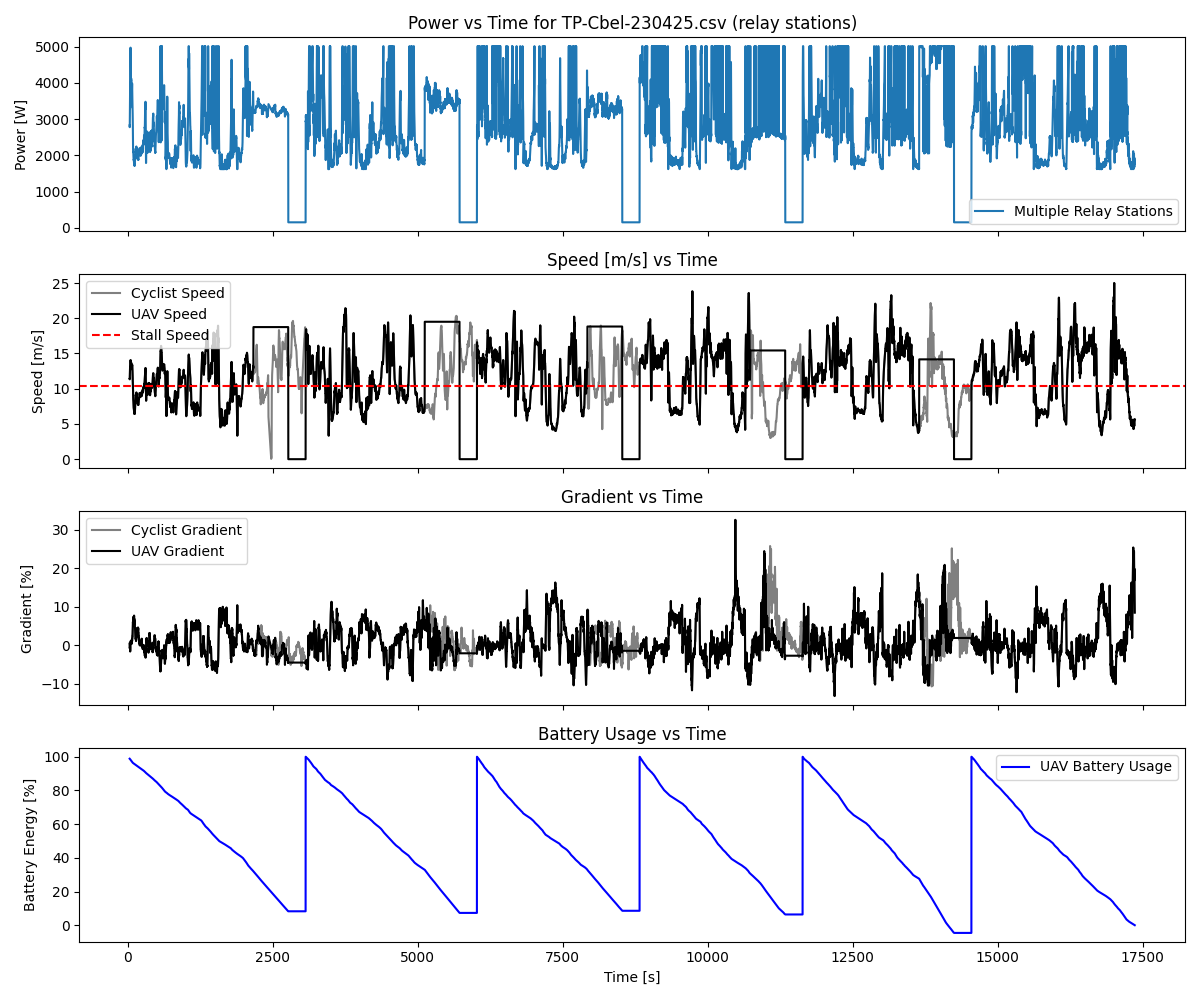 Power vs Time for TP-Cbel-230425.csv (relay stations)
Power [W]
5000
4000
3000
2000
1000
0
Multiple Relay Stations
Speed [m/s] vs Time
Speed [m/s]
25
20
15
10
5
0
Cyclist Speed
UAV Speed
Stall Speed
Gradient vs Time
Gradient [%]
30
20
10
0
−10
Cyclist Gradient
UAV Gradient
Battery Usage vs Time
Battery Energy [%]
100
80
60
40
20
0
UAV Battery Usage
0 2500 5000 7500 10000 12500 15000 17500
Time [s]